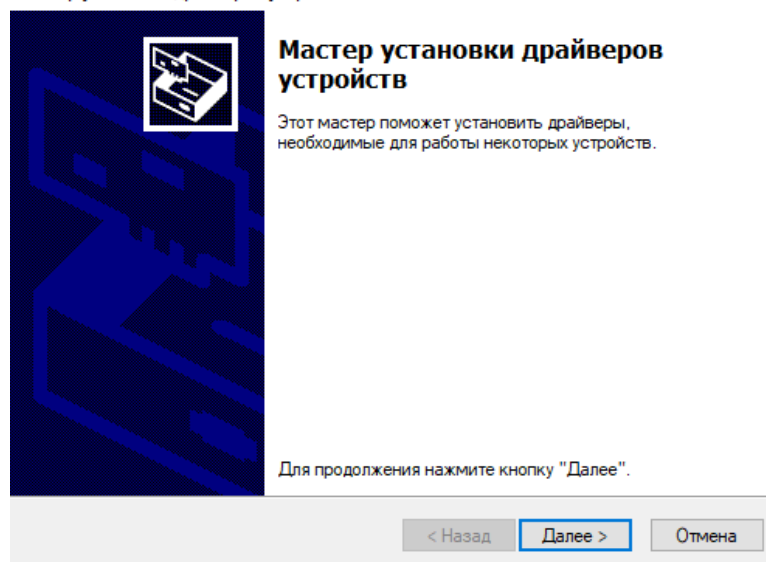 Мастер установки драйверов
устройств
Этот мастер поможет установить драйверы,
необходимые для работы некоторых устройств.
Для продолжения нажмите кнопку "Далее".
< Назад
Далее >
Отмена